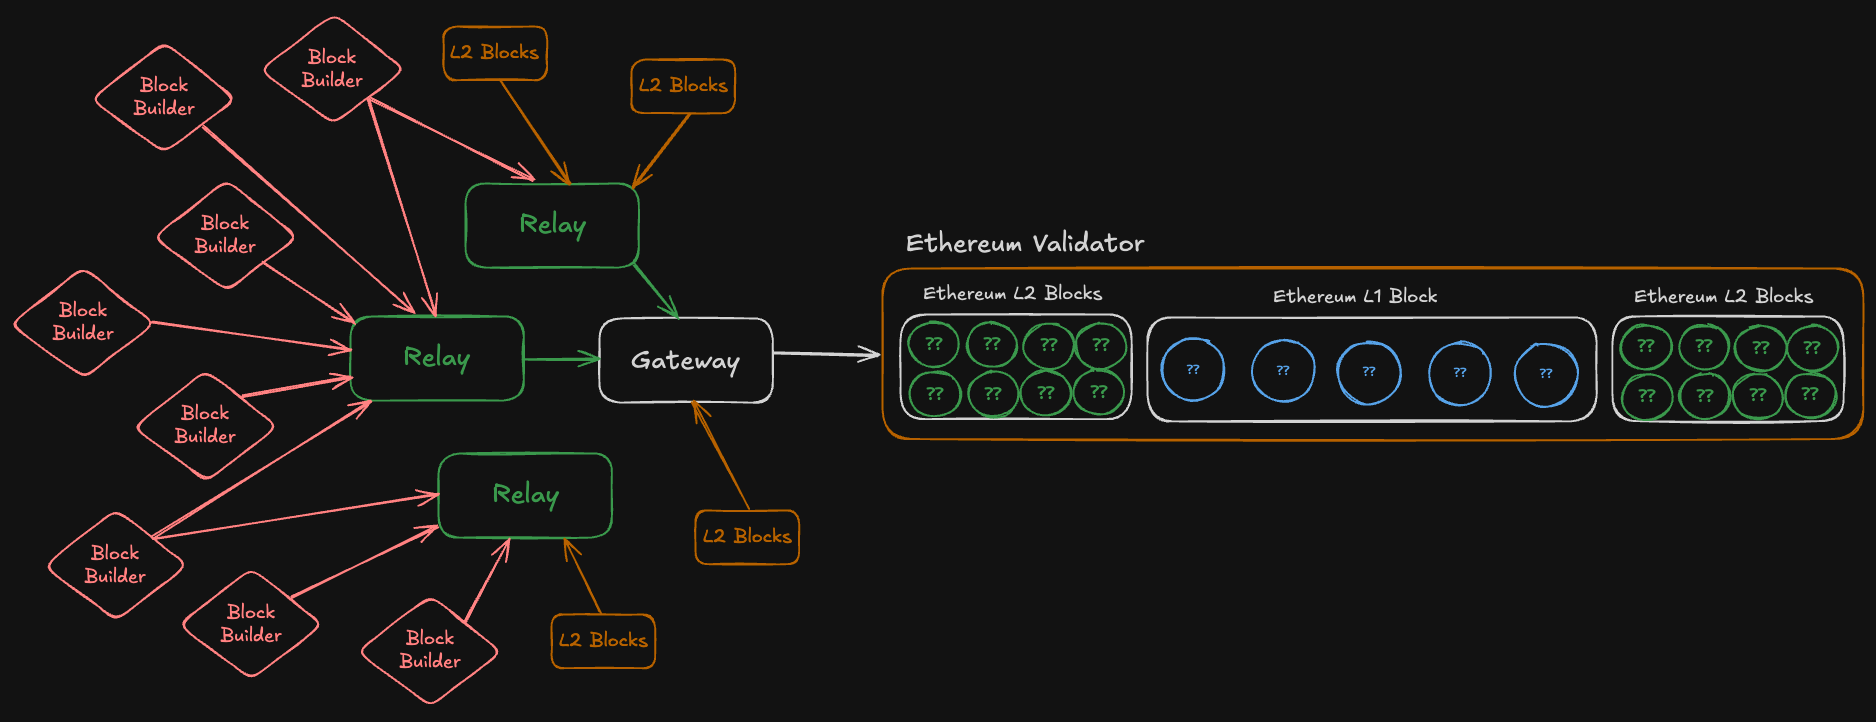 Block
Builder
Block
Builder
L2 Blocks
L2 Blocks
Block
Builder
Relay
Block
Builder
Relay
Gateway
Block
Builder
Relay
Block
Builder
Block
Builder
Block
Builder
L2 Blocks
L2 Blocks
Ethereum Validator
Ethereum L2 Blocks
?? ?? ?? ??
?? ?? ?? ??
Ethereum L1 Block
?? ?? ?? ?? ??
Ethereum L2 Blocks
?? ?? ?? ??
?? ?? ?? ??